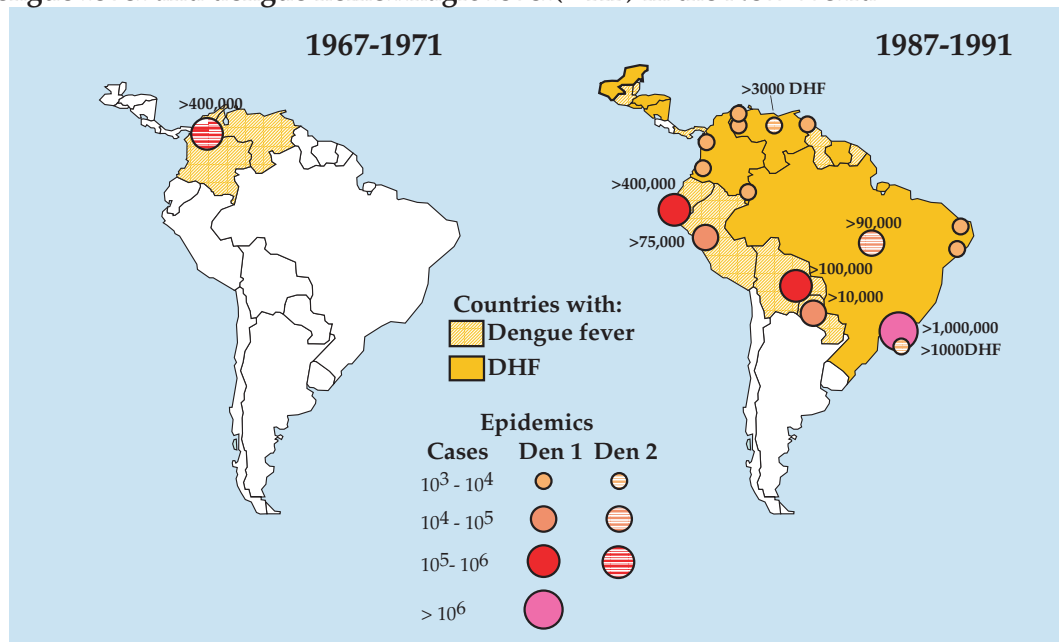 1967-1971
1987-1991
>400,000
>3000 DHF
>400,000
>75,000
>90,000
>100,000
>10,000
>1,000,000
>1000DHF
Countries with:
Dengue fever
DHF
Epidemics
Cases Den 1 Den 2
10³ - 10⁴
10⁴ - 10⁵
10⁵- 10⁶
> 10⁶